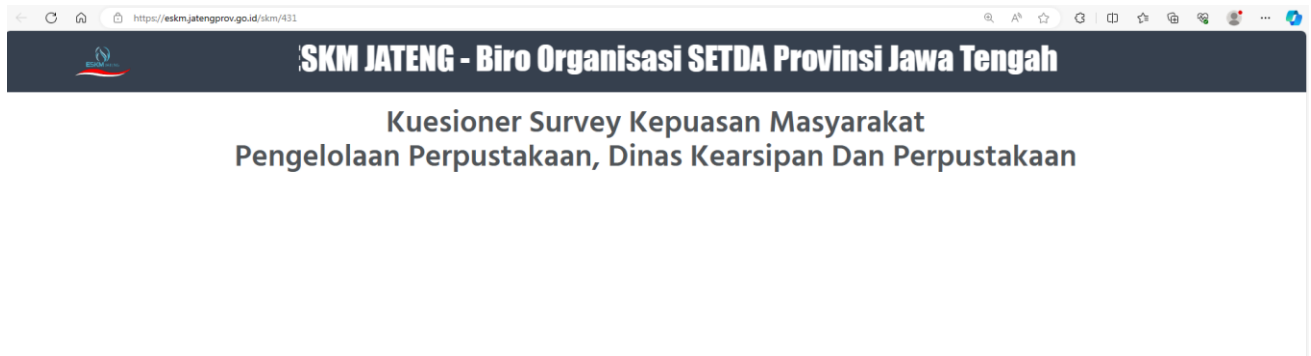 https://eskm.jatengprov.go.id/skm/431
ESKM
SKM JATENG - Biro Organisasi SETDA Provinsi Jawa Tengah
Kuesioner Survey Kepuasan Masyarakat
Pengelolaan Perpustakaan, Dinas Kearsipan Dan Perpustakaan